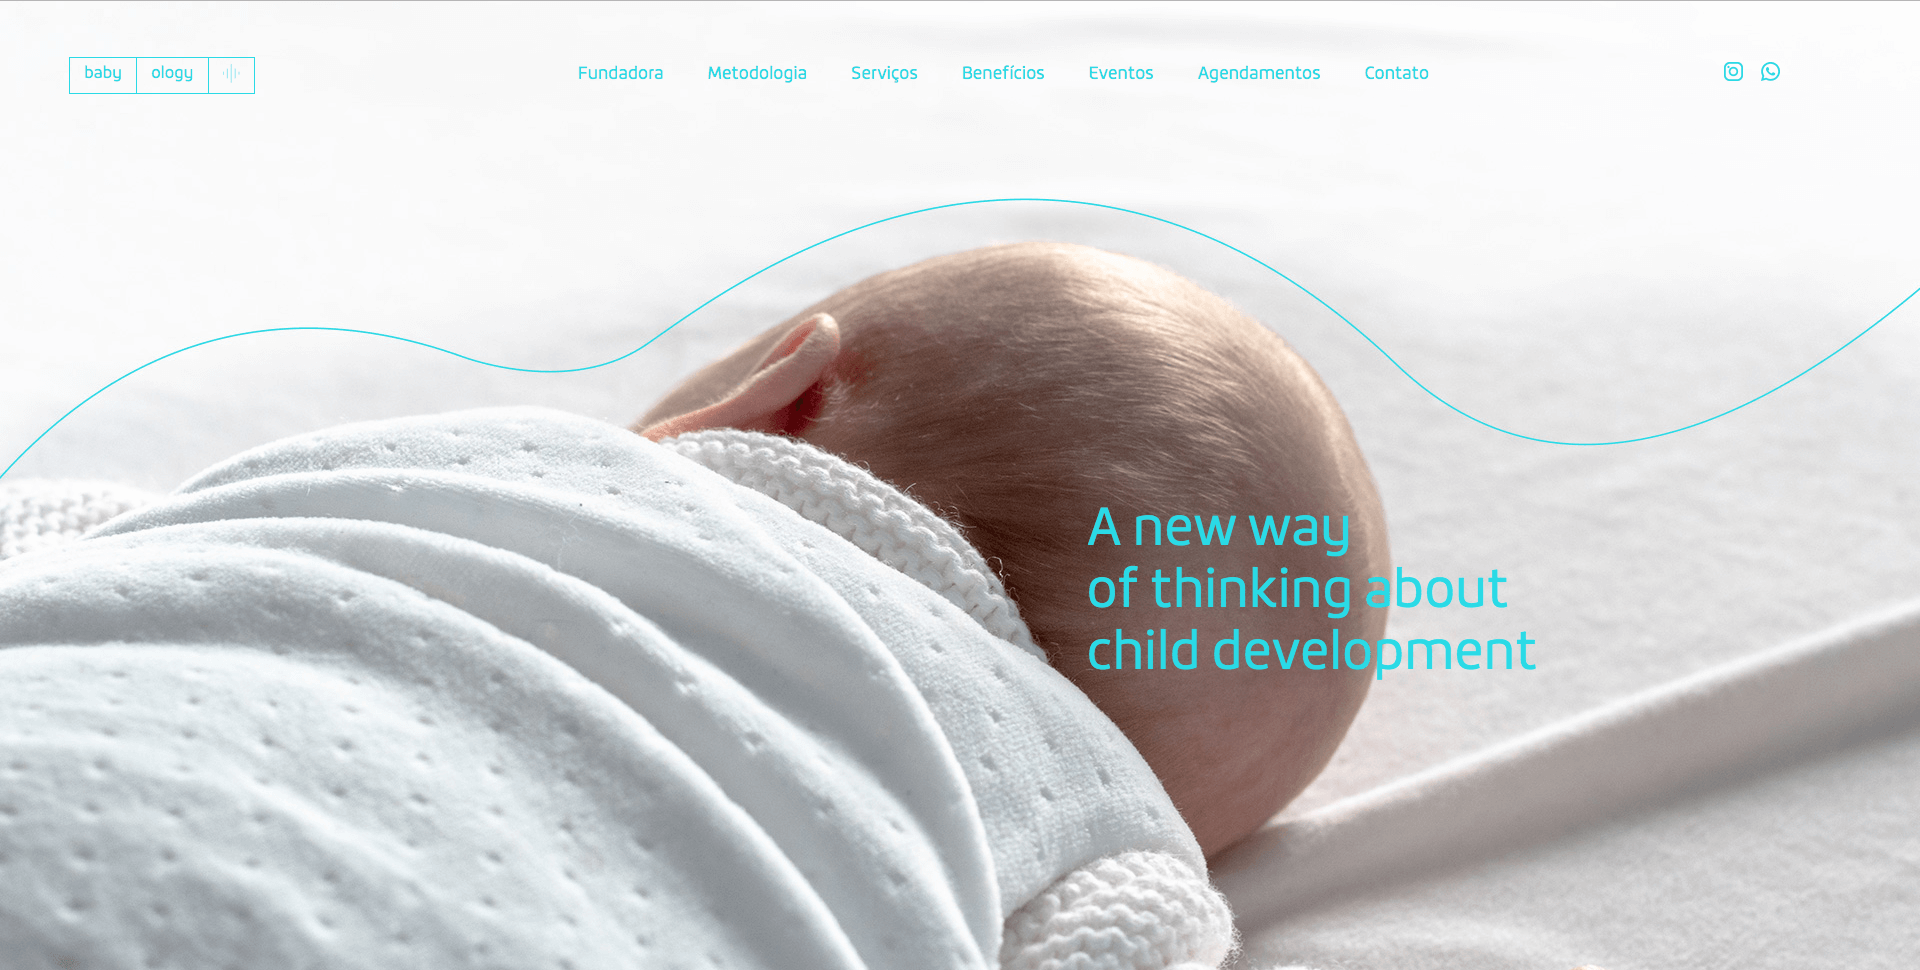 baby ology
Fundadora Metodologia Serviços Benefícios Eventos Agendamentos Contato
A new way
of thinking about
child development